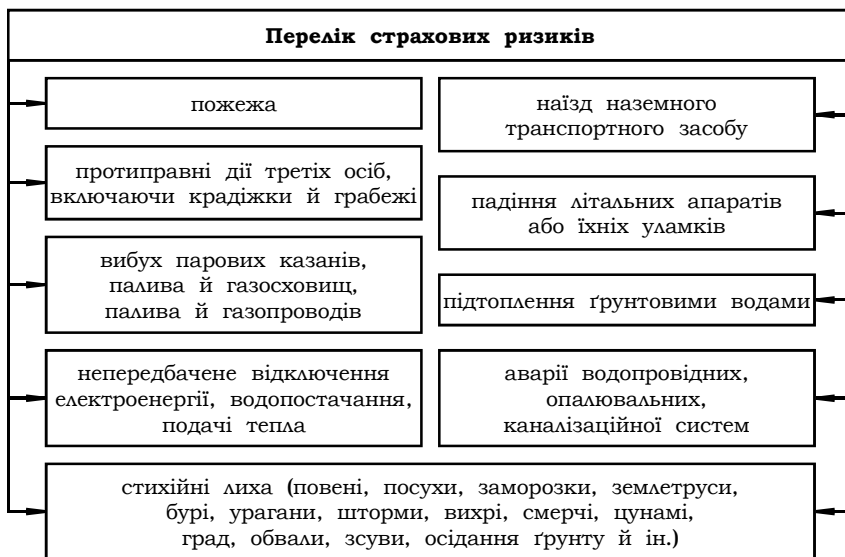 Перелік страхових ризиків
пожежа
наїзд наземного
транспортного засобу
протиправні дії третіх осіб,
включаючи крадіжки й грабежі
падіння літальних апаратів
або їхніх уламків
вибух парових казанів,
палива й газосховищ,
палива й газопроводів
підтоплення ґрунтовими водами
непередбачене відключення
електроенергії, водопостачання,
подачі тепла
аварії водопровідних,
опалювальних,
каналізаційної систем
стихійні лиха (повені, посухи, заморозки, землетруси,
бурі, урагани, шторми, вихрі, смерчі, цунамі,
град, обвали, зсуви, осідання ґрунту й ін.)